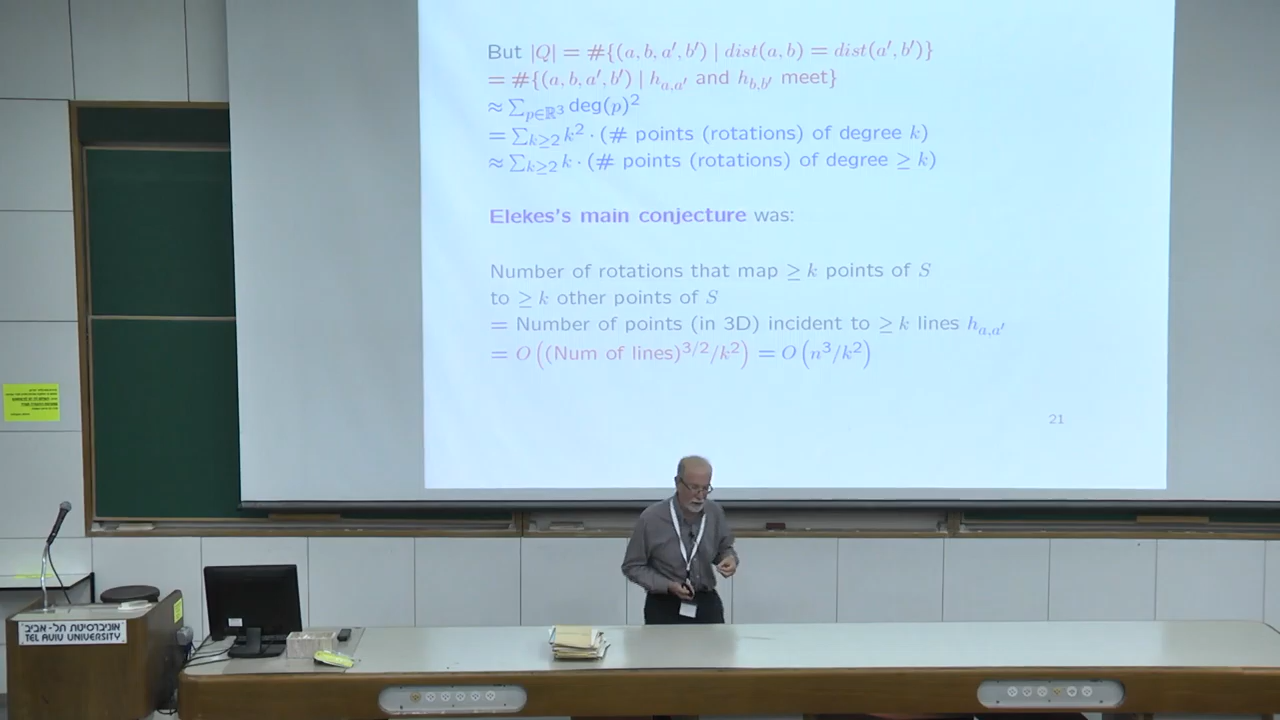 But |Q| = #{(a, b, a′, b′) | dist(a, b) = dist(a′, b′)}
= #{(a, b, a′, b′) | h_{a,a′} and h_{b,b′} meet}
≈ ∑_{p∈ℝ³} deg(p)²
= ∑_{k≥2} k² · (# points (rotations) of degree k)
≈ ∑_{k≥2} k · (# points (rotations) of degree ≥ k)
Elekes's main conjecture was:
Number of rotations that map ≥ k points of S
to ≥ k other points of S
= Number of points (in 3D) incident to ≥ k lines h_{a,a′}
= O((Num of lines)^{3/2}/k²) = O(n³/k²)
21
אוניברסיטת תל-אביב
TEL AVIV UNIVERSITY